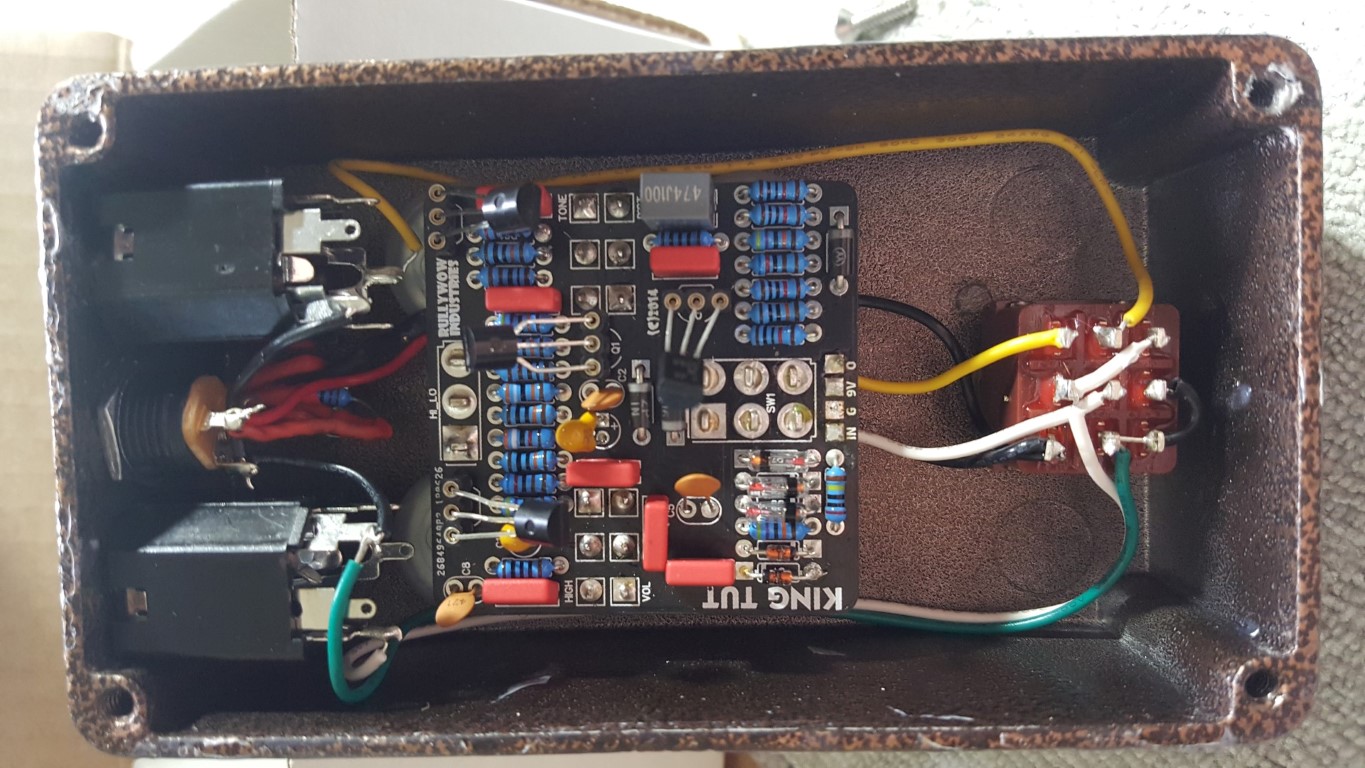 HI_LO
RULLYWOW
INDUSTRIES
C8
HIGH
TONE
VOL
Q1
C2
(C)2014
C5
474J100
KING TUT
SW1
IN G 9V O